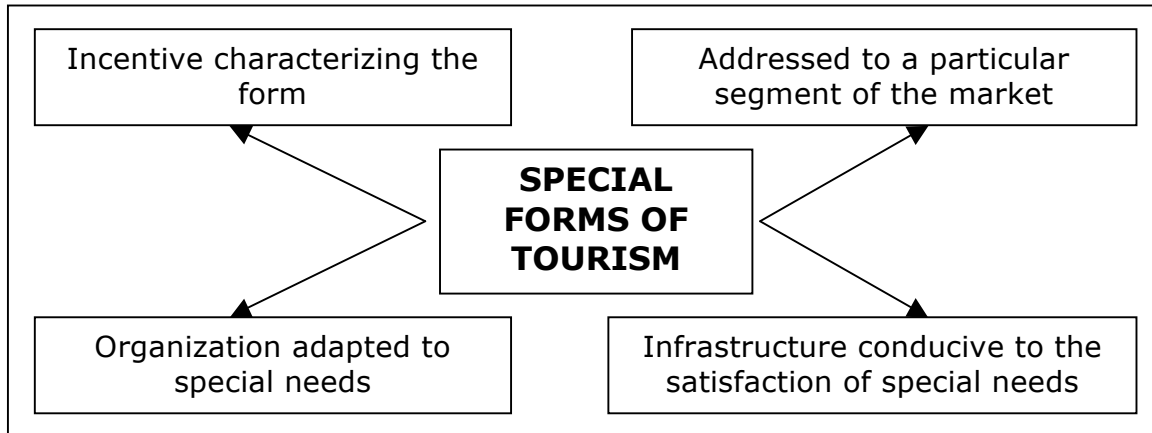 Incentive characterizing the
form
Addressed to a particular
segment of the market
SPECIAL
FORMS OF
TOURISM
Organization adapted to
special needs
Infrastructure conducive to the
satisfaction of special needs